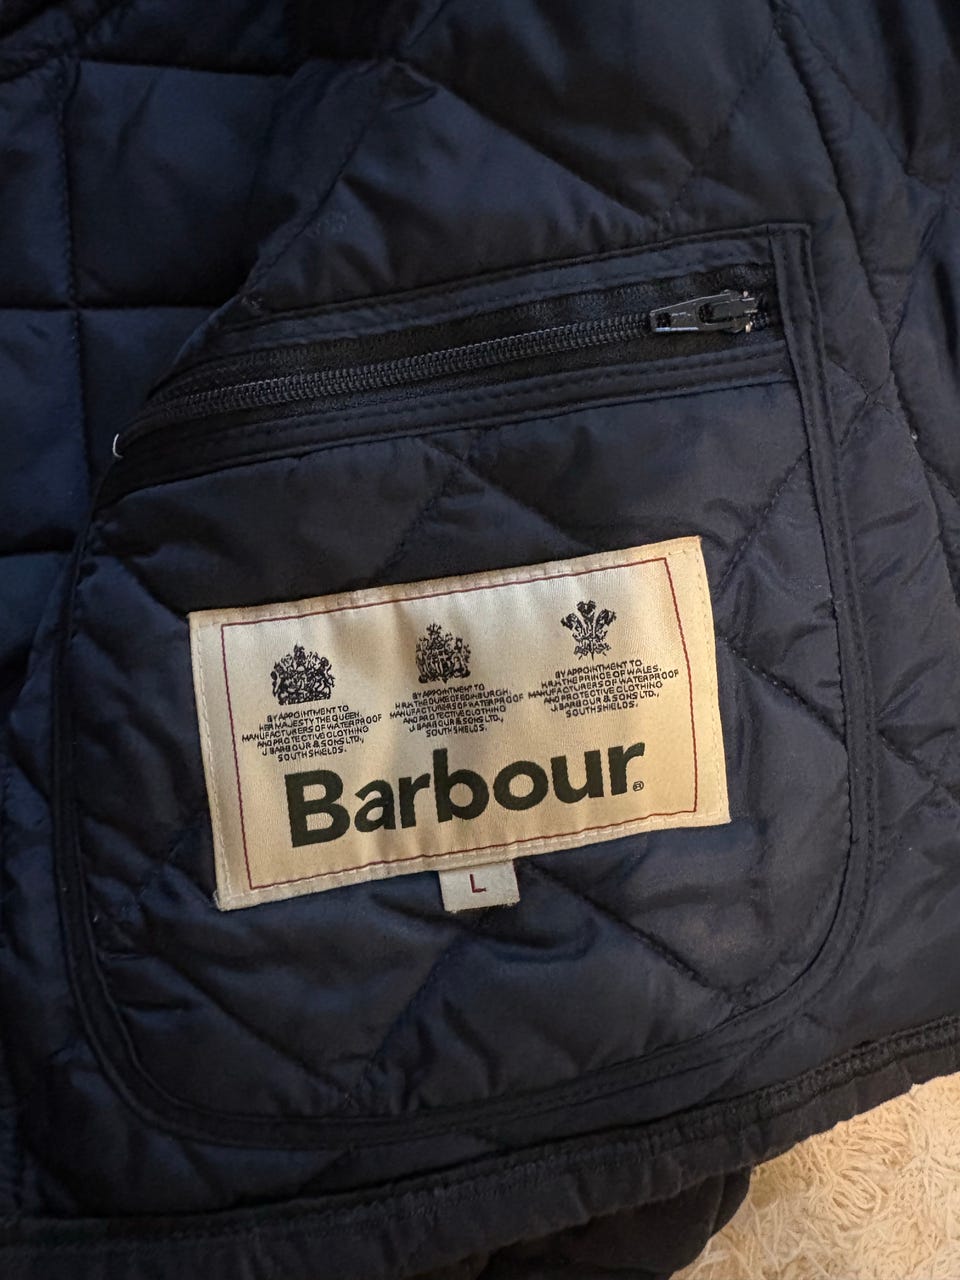 BY APPOINTMENT TO
HER MAJESTY THE QUEEN,
MANUFACTURERS OF WATERPROOF
AND PROTECTIVE CLOTHING
J. BARBOUR & SONS LTD.,
SOUTH SHIELDS.
BY APPOINTMENT TO
H.R.H. THE DUKE OF EDINBURGH,
MANUFACTURERS OF WATERPROOF
AND PROTECTIVE CLOTHING
J. BARBOUR & SONS LTD.,
SOUTH SHIELDS.
BY APPOINTMENT TO
H.R.H. THE PRINCE OF WALES,
MANUFACTURERS OF WATERPROOF
AND PROTECTIVE CLOTHING
J. BARBOUR & SONS LTD.,
SOUTH SHIELDS.
Barbour®
L